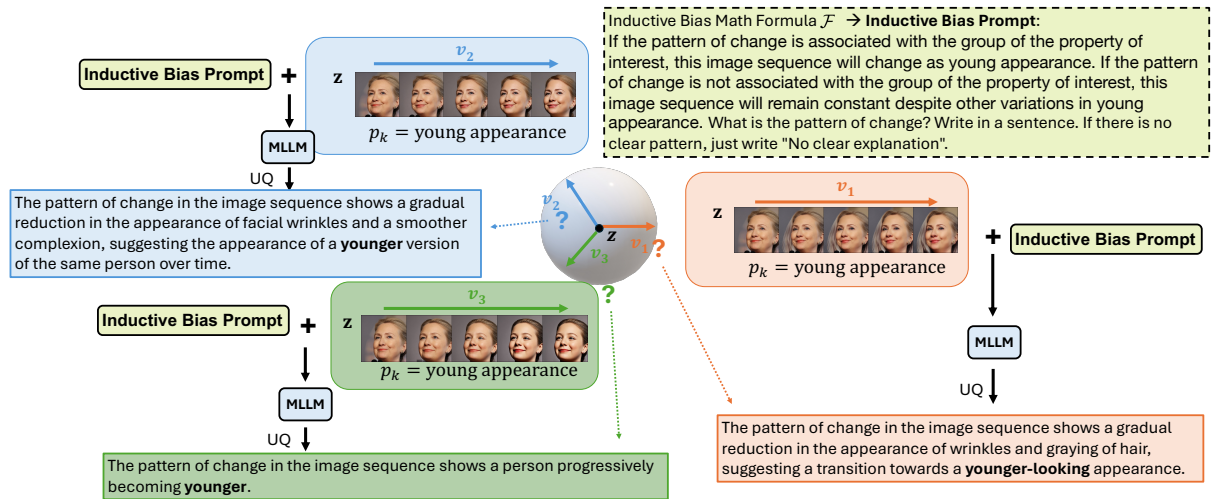 Inductive Bias Math Formula ℱ → Inductive Bias Prompt:
If the pattern of change is associated with the group of the property of
interest, this image sequence will change as young appearance. If the pattern
of change is not associated with the group of the property of interest, this
image sequence will remain constant despite other variations in young
appearance. What is the pattern of change? Write in a sentence. If there is no
clear pattern, just write "No clear explanation".
Inductive Bias Prompt
+
v₂
z
pₖ = young appearance
MLLM
UQ
The pattern of change in the image sequence shows a gradual
reduction in the appearance of facial wrinkles and a smoother
complexion, suggesting the appearance of a younger version
of the same person over time.
v₂
?
z
v₁
?
v₃
?
v₁
z
pₖ = young appearance
+
Inductive Bias Prompt
MLLM
UQ
The pattern of change in the image sequence shows a gradual
reduction in the appearance of wrinkles and graying of hair,
suggesting a transition towards a younger-looking appearance.
Inductive Bias Prompt
+
v₃
z
pₖ = young appearance
MLLM
UQ
The pattern of change in the image sequence shows a person progressively
becoming younger.